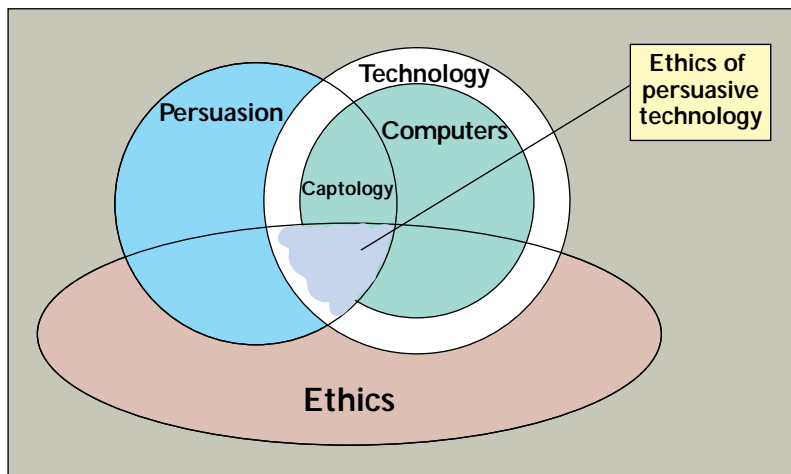 Technology
Persuasion
Computers
Captology
Ethics of
persuasive
technology
Ethics